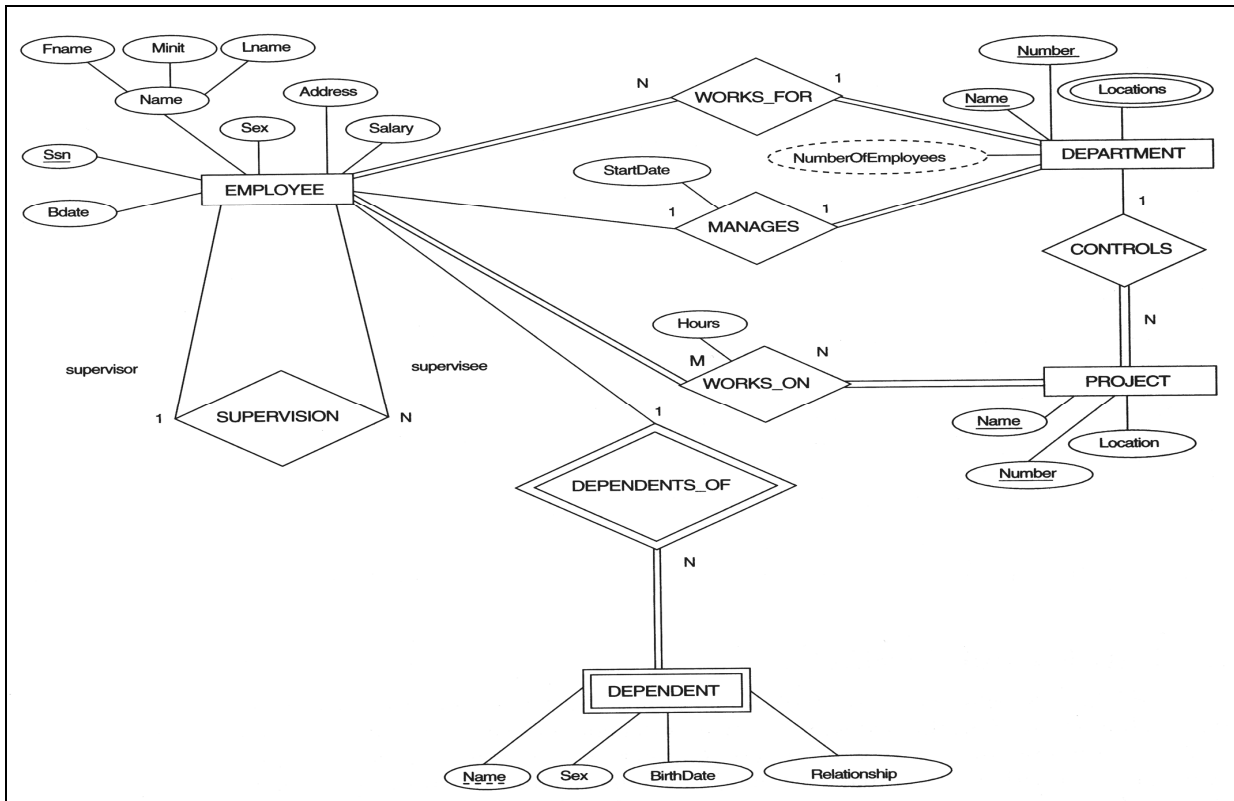 Fname
Minit
Lname
Number
N
1
WORKS_FOR
Locations
Name
Address
Name
Sex
Salary
Ssn
NumberOfEmployees
DEPARTMENT
StartDate
EMPLOYEE
Bdate
1
1
1
MANAGES
CONTROLS
Hours
N
M
N
supervisor
supervisee
WORKS_ON
PROJECT
1
SUPERVISION
N
1
Name
Location
Number
DEPENDENTS_OF
N
DEPENDENT
Name
Sex
BirthDate
Relationship